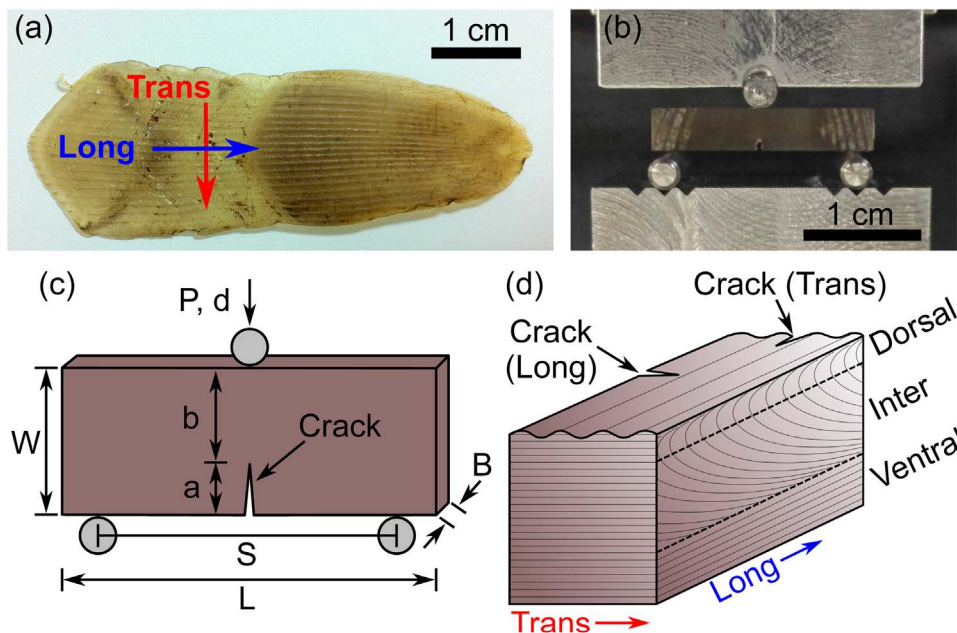 (a)
1 cm
Trans
Long
(b)
1 cm
(c)
P, d
W
b
Crack
a
B
S
L
(d)
Crack (Trans)
Crack
(Long)
Dorsal
Inter
Ventral
Long
Trans